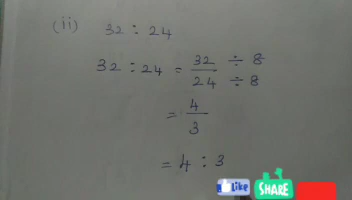 (ii) 32 : 24
32 : 24 = 32/24 ÷ 8/÷ 8
= 4/3
= 4 : 3
Like SHARE